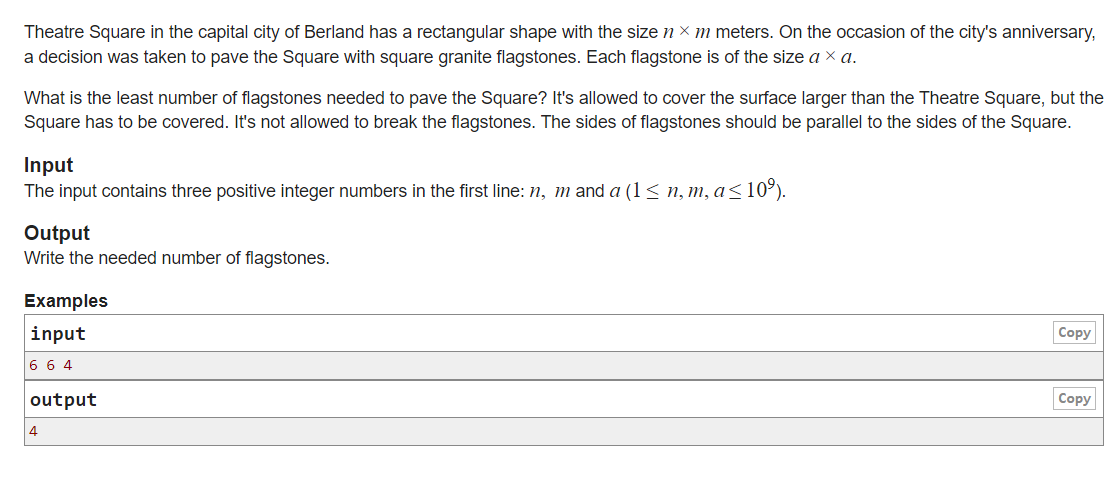 Theatre Square in the capital city of Berland has a rectangular shape with the size n × m meters. On the occasion of the city's anniversary,
a decision was taken to pave the Square with square granite flagstones. Each flagstone is of the size a × a.
What is the least number of flagstones needed to pave the Square? It's allowed to cover the surface larger than the Theatre Square, but the
Square has to be covered. It's not allowed to break the flagstones. The sides of flagstones should be parallel to the sides of the Square.
Input
The input contains three positive integer numbers in the first line: n, m and a (1 ≤ n, m, a ≤ 10⁹).
Output
Write the needed number of flagstones.
Examples
input Copy
6 6 4
output Copy
4